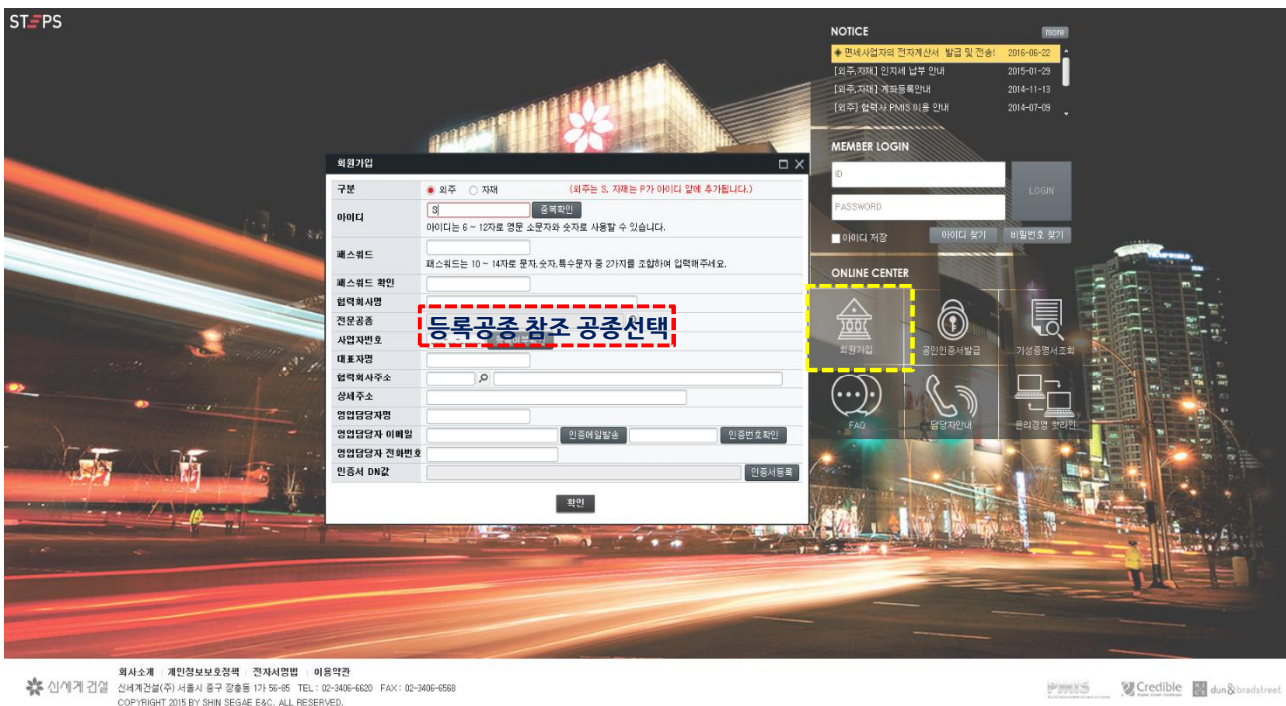 STEPS
NOTICE more
◈ 면세사업자의 전자계산서 발급 및 전송 2016-06-22
[외주,자재] 인지세 납부 안내 2015-01-29
[외주,자재] 계좌등록안내 2014-11-13
[외주] 협력사 PMIS 이용 안내 2014-07-09
MEMBER LOGIN
ID
LOGIN
PASSWORD
아이디 저장 아이디 찾기 비밀번호 찾기
ONLINE CENTER
회원가입 공인인증서발급 기성증명서조회
FAQ 담당자안내 윤리경영 핫라인
회원가입
구분 외주 자재 (외주는 S, 자재는 P가 아이디 앞에 추가됩니다.)
아이디 S 중복확인
아이디는 6 ~ 12자로 영문 소문자와 숫자로 사용할 수 있습니다.
패스워드
패스워드는 10 ~ 14자로 문자,숫자,특수문자 중 2가지를 조합하여 입력해주세요.
패스워드 확인
협력회사명
전문공종
등록공종 참조 공종선택
사업자번호
대표자명
협력회사주소
상세주소
영업담당자명
영업담당자 이메일 인증메일발송 인증번호확인
영업담당자 전화번호
인증서 DN값 인증서등록
확인
신세계 건설
회사소개 개인정보보호정책 전자서명법 이용약관
신세계건설(주) 서울시 중구 장충동 1가 56-85 TEL : 02-3406-6620 FAX : 02-3406-6569
COPYRIGHT 2015 BY SHIN SEGAE E&C. ALL RESERVED.
PMIS Credible dun&bradstreet